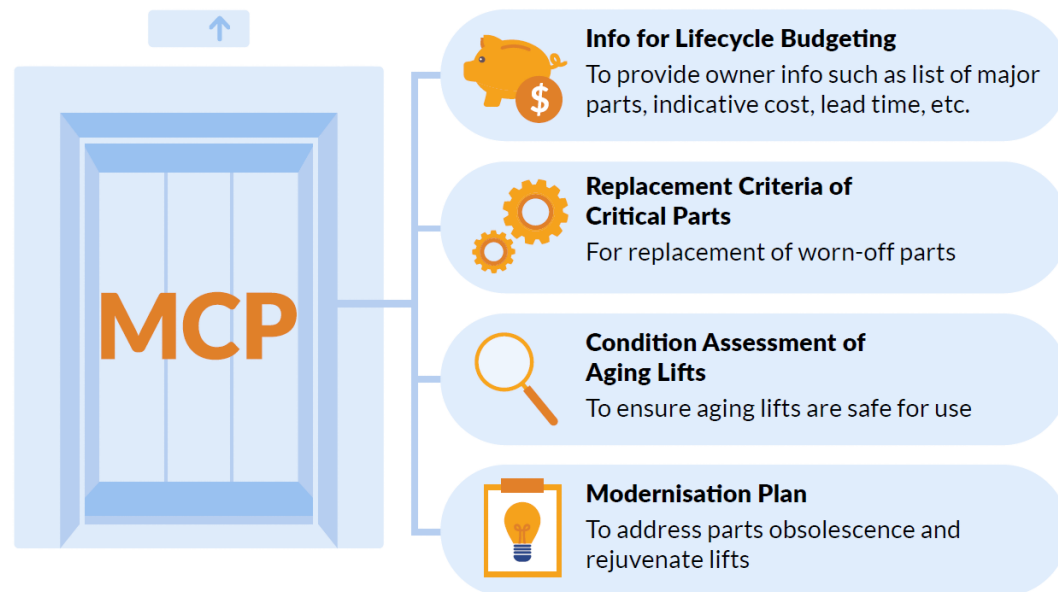 MCP
Info for Lifecycle Budgeting
To provide owner info such as list of major
parts, indicative cost, lead time, etc.
$
Replacement Criteria of
Critical Parts
For replacement of worn-off parts
Condition Assessment of
Aging Lifts
To ensure aging lifts are safe for use
Modernisation Plan
To address parts obsolescence and
rejuvenate lifts